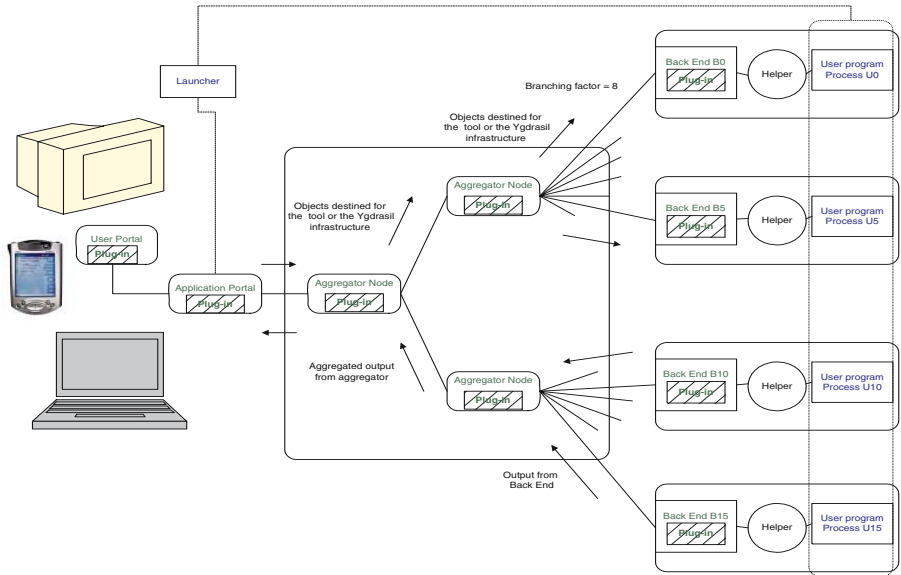 Launcher
Branching factor = 8
Objects destined for
the tool or the Ygdrasil
infrastructure
Back End B0
Plug-in
Helper
User program
Process U0
Objects destined for
the tool or the Ygdrasil
infrastructure
Aggregator Node
Plug-in
Back End B5
Plug-in
Helper
User program
Process U5
User Portal
Plug-in
Application Portal
Plug-in
Aggregator Node
Plug-in
Aggregated output
from aggregator
Aggregator Node
Plug-in
Back End B10
Plug-in
Helper
User program
Process U10
Output from
Back End
Back End B15
Plug-in
Helper
User program
Process U15